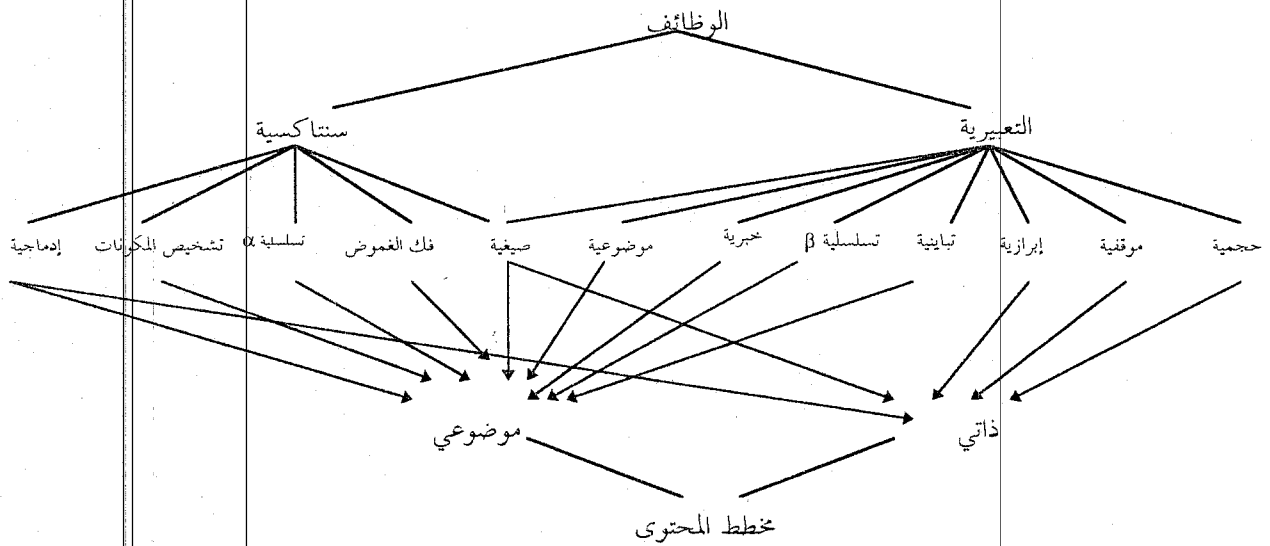 الوظائف
التعبيرية
سنتاكسية
حجمية
موقفية
إبرازية
تباينية
تسلسلية β
خبرية
موضوعية
صيغية
فك الغموض
تسلسلية α
تشخيص المكونات
إدماجية
ذاتي
موضوعي
مخطط المحتوى